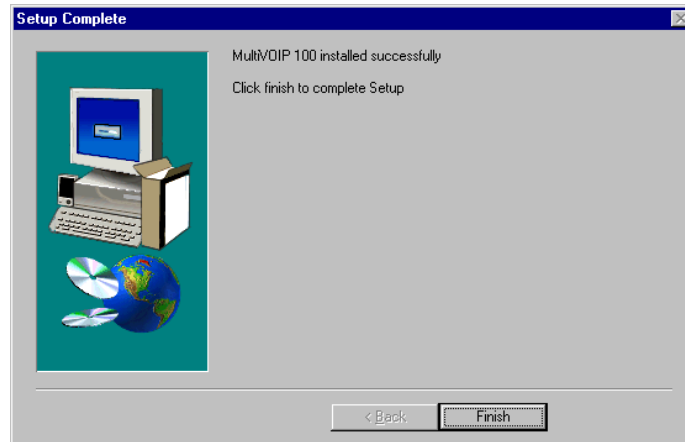 Setup Complete
MultiVOIP 100 installed successfully
Click finish to complete Setup
< Back
Finish